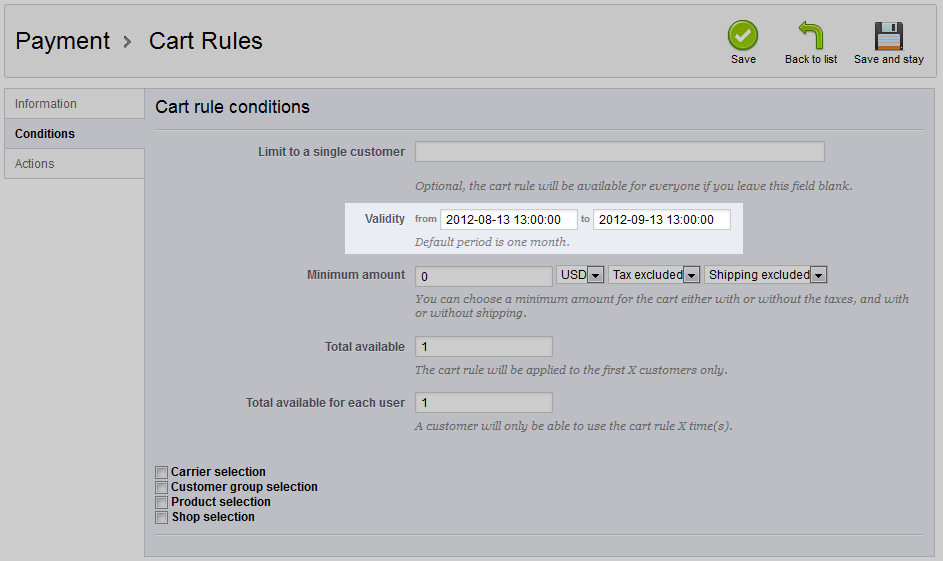 Payment > Cart Rules
Save
Back to list
Save and stay
Information
Conditions
Actions
Cart rule conditions
Limit to a single customer
Optional, the cart rule will be available for everyone if you leave this field blank.
Validity from 2012-08-13 13:00:00 to 2012-09-13 13:00:00
Default period is one month.
Minimum amount 0 USD Tax excluded Shipping excluded
You can choose a minimum amount for the cart either with or without the taxes, and with
or without shipping.
Total available 1
The cart rule will be applied to the first X customers only.
Total available for each user 1
A customer will only be able to use the cart rule X time(s).
Carrier selection
Customer group selection
Product selection
Shop selection